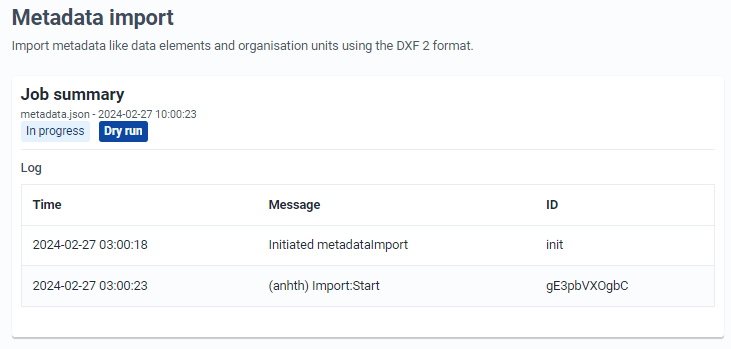 Metadata import
Import metadata like data elements and organisation units using the DXF 2 format.
Job summary
metadata.json - 2024-02-27 10:00:23
In progress Dry run
Log
Time Message ID
2024-02-27 03:00:18 Initiated metadataImport init
2024-02-27 03:00:23 (anhth) Import:Start gE3pbVXOgbC